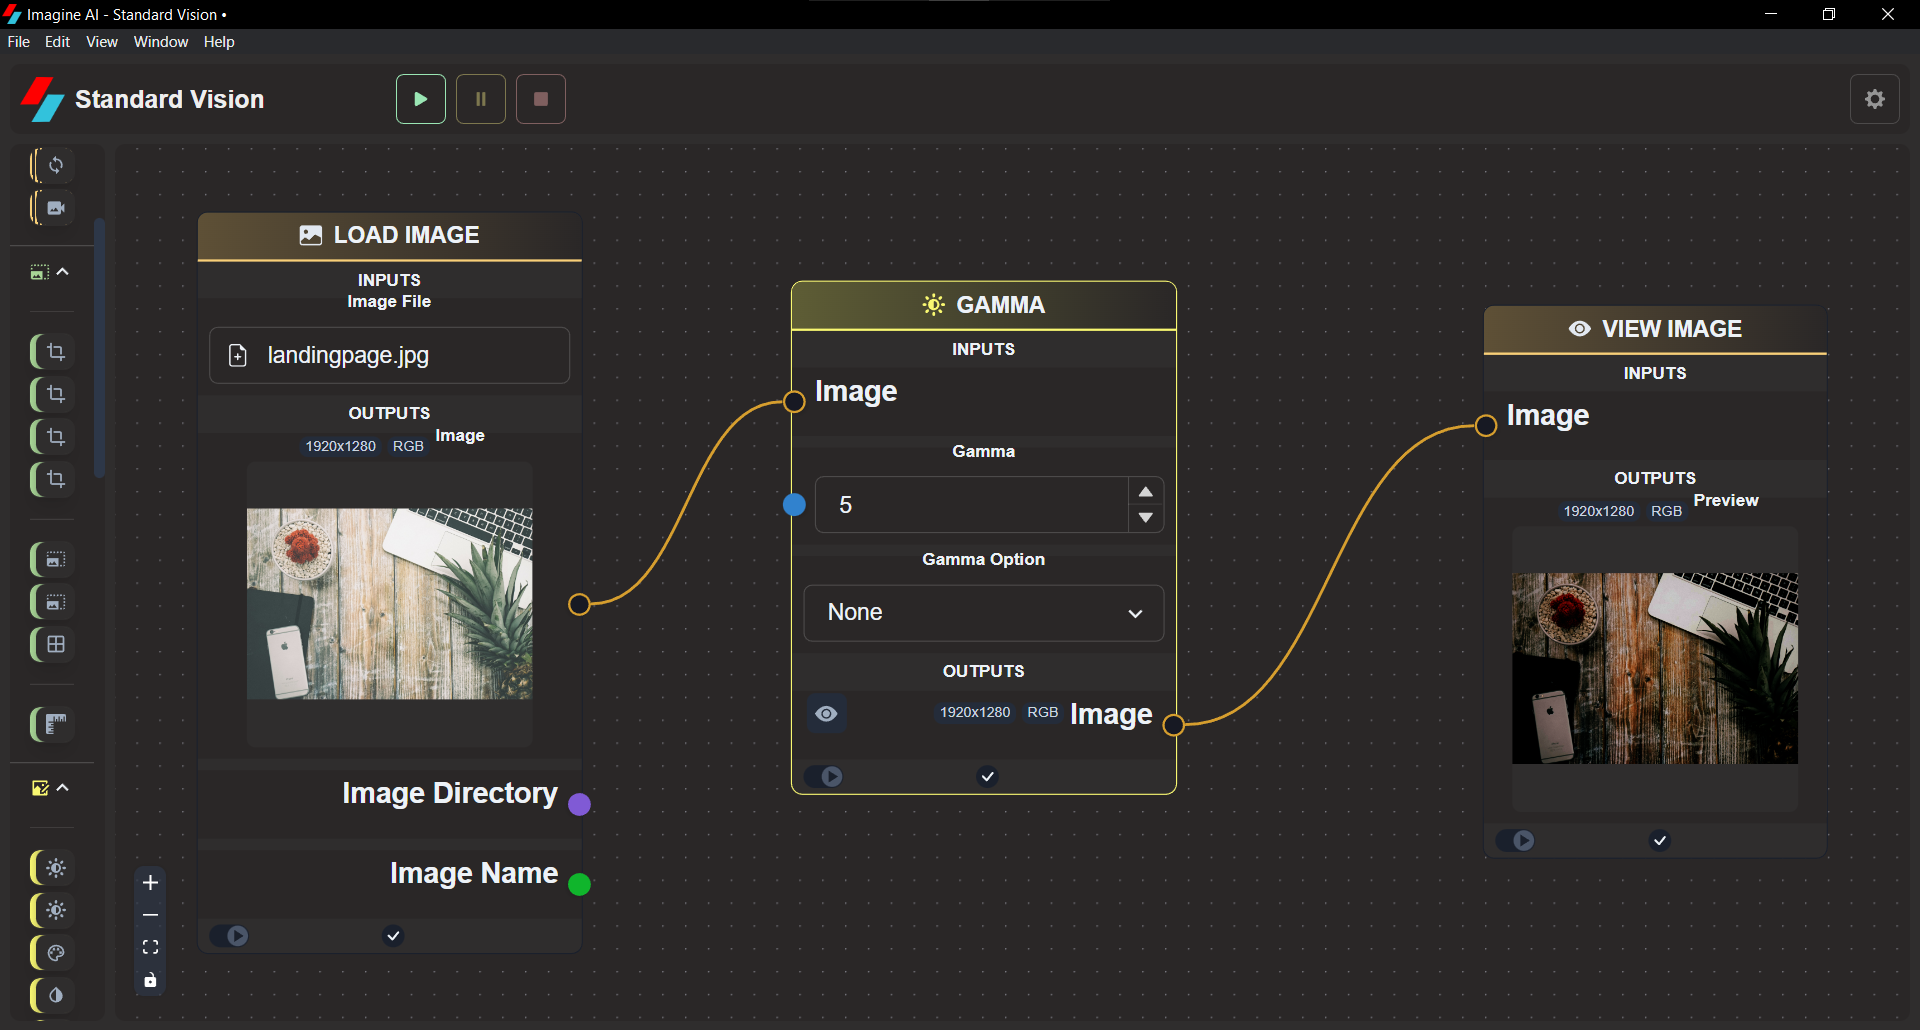 Imagine AI - Standard Vision •
File Edit View Window Help
Standard Vision
LOAD IMAGE
INPUTS
Image File
landingpage.jpg
OUTPUTS
1920x1280 RGB Image
Image Directory
Image Name
GAMMA
INPUTS
Image
Gamma
5
Gamma Option
None
OUTPUTS
1920x1280 RGB Image
VIEW IMAGE
INPUTS
Image
OUTPUTS
1920x1280 RGB Preview